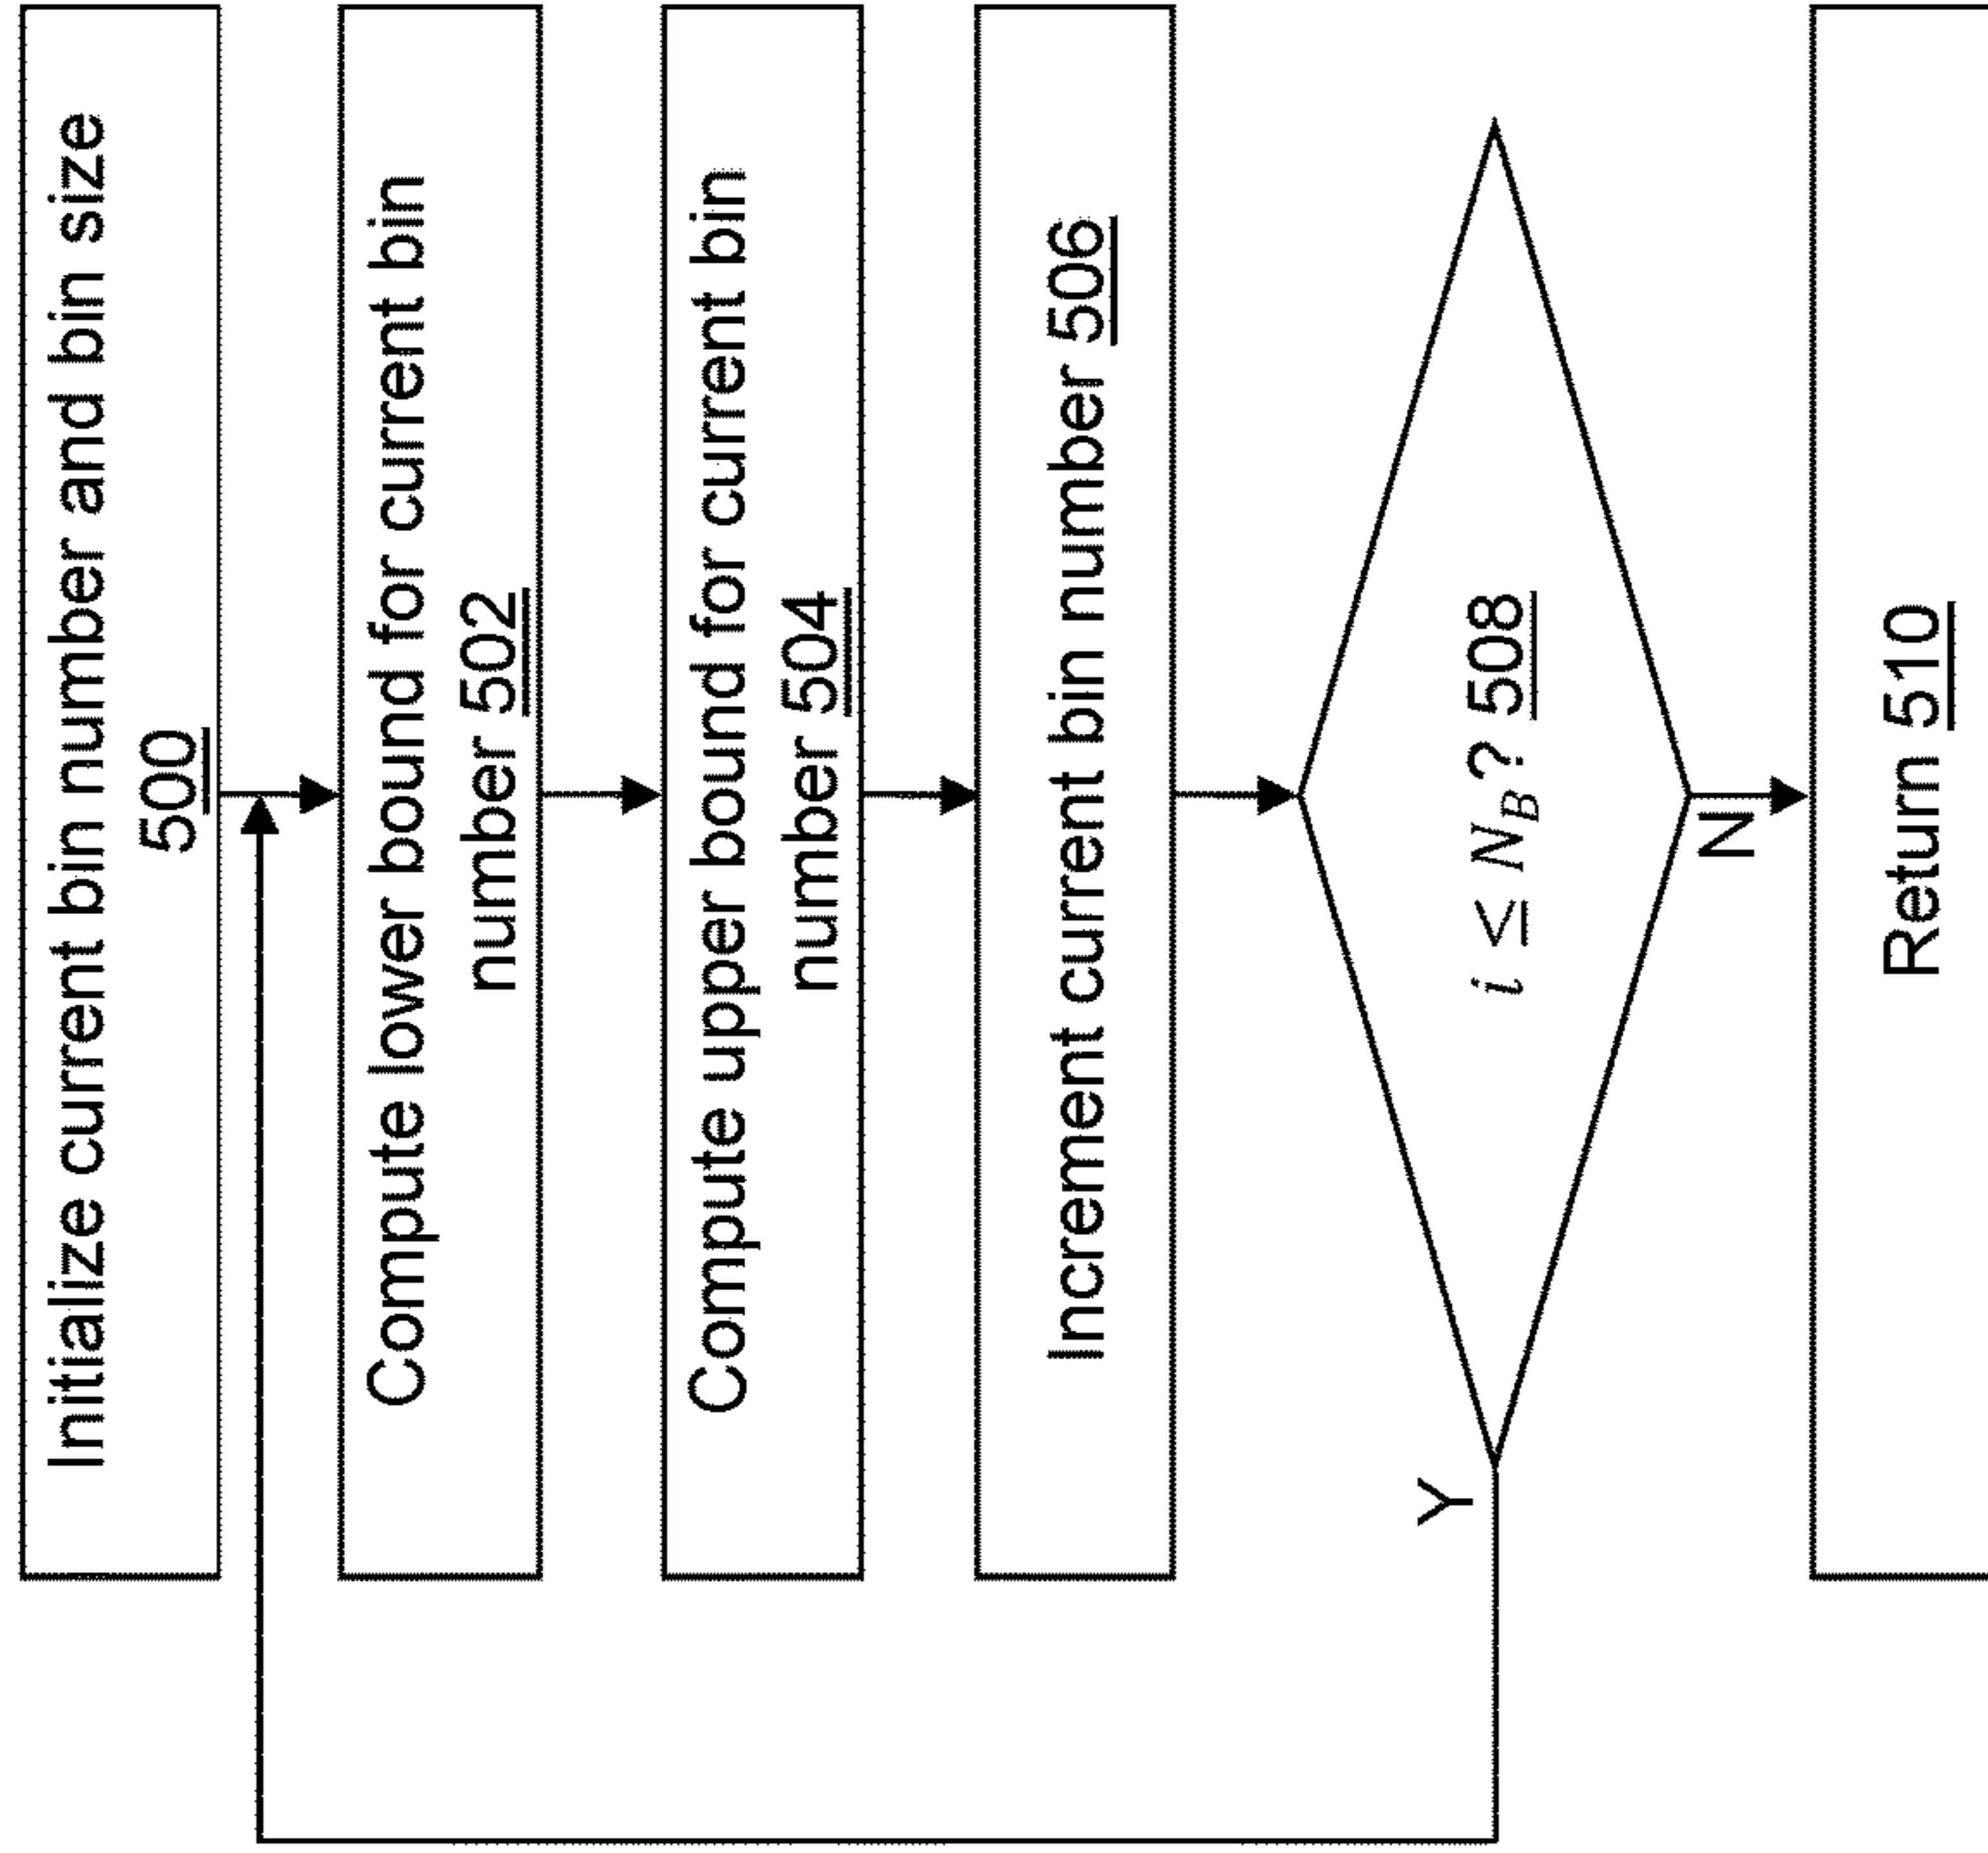 Initialize current bin number and bin size
500
Compute lower bound for current bin
number 502
Compute upper bound for current bin
number 504
Increment current bin number 506
i ≤ N_B? 508
Y
N
Return 510